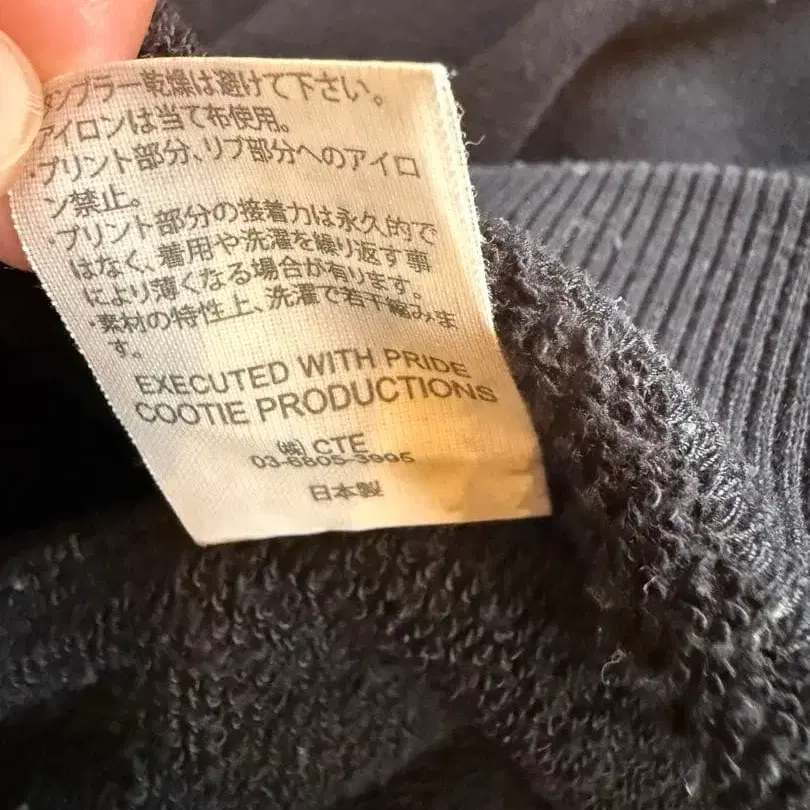 タンブラー乾燥は避けて下さい。
アイロンは当て布使用。
・プリント部分、リブ部分へのアイロ
ン禁止。
・プリント部分の接着力は永久的で
はなく、着用や洗濯を繰り返す事
により薄くなる場合が有ります。
・素材の特性上、洗濯で若干縮みま
す。
EXECUTED WITH PRIDE
COOTIE PRODUCTIONS
㈱ CTE
03-6805-3995
日本製